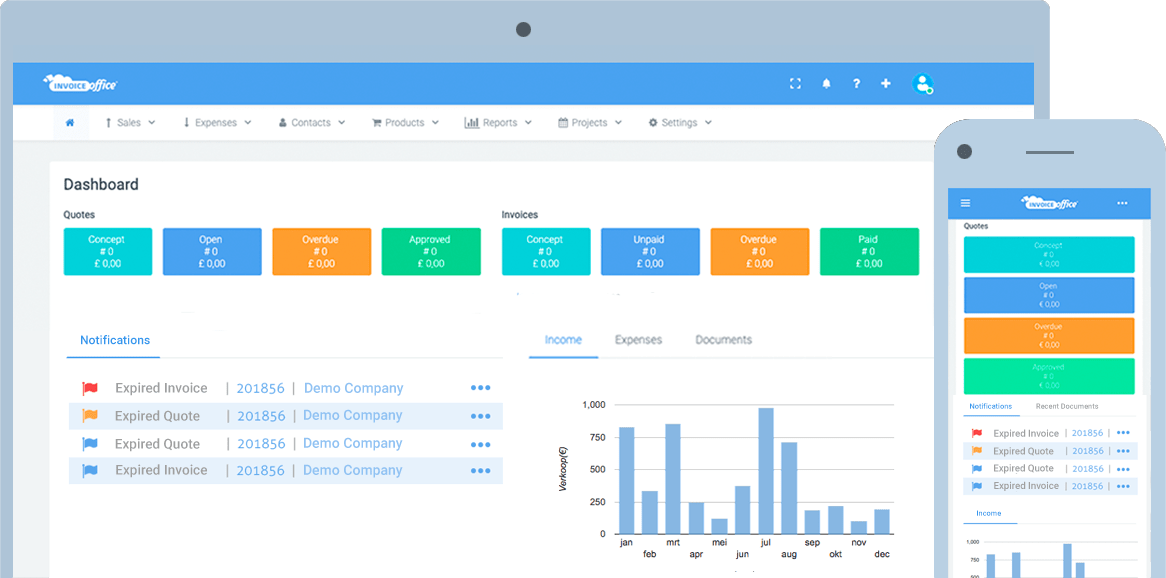 INVOICE office
Sales Expenses Contacts Products Reports Projects Settings
Dashboard
Quotes
Concept
# 0
£ 0,00
Open
# 0
£ 0,00
Overdue
# 0
£ 0,00
Approved
# 0
£ 0,00
Invoices
Concept
# 0
£ 0,00
Unpaid
# 0
£ 0,00
Overdue
# 0
£ 0,00
Paid
# 0
£ 0,00
Notifications
Expired Invoice | 201856 | Demo Company
Expired Quote | 201856 | Demo Company
Expired Quote | 201856 | Demo Company
Expired Invoice | 201856 | Demo Company
Income Expenses Documents
Verkoop(€)
1,000
750
500
250
0
jan feb mrt apr mei jun jul aug sep okt nov dec
INVOICE office
Quotes
Concept
# 0
€ 0,00
Open
# 0
€ 0,00
Overdue
# 0
€ 0,00
Approved
# 0
€ 0,00
Notifications Recent Documents
Expired Invoice | 201856 |
Expired Quote | 201856 |
Expired Quote | 201856 |
Expired Invoice | 201856 |
Income
1,000
750
500